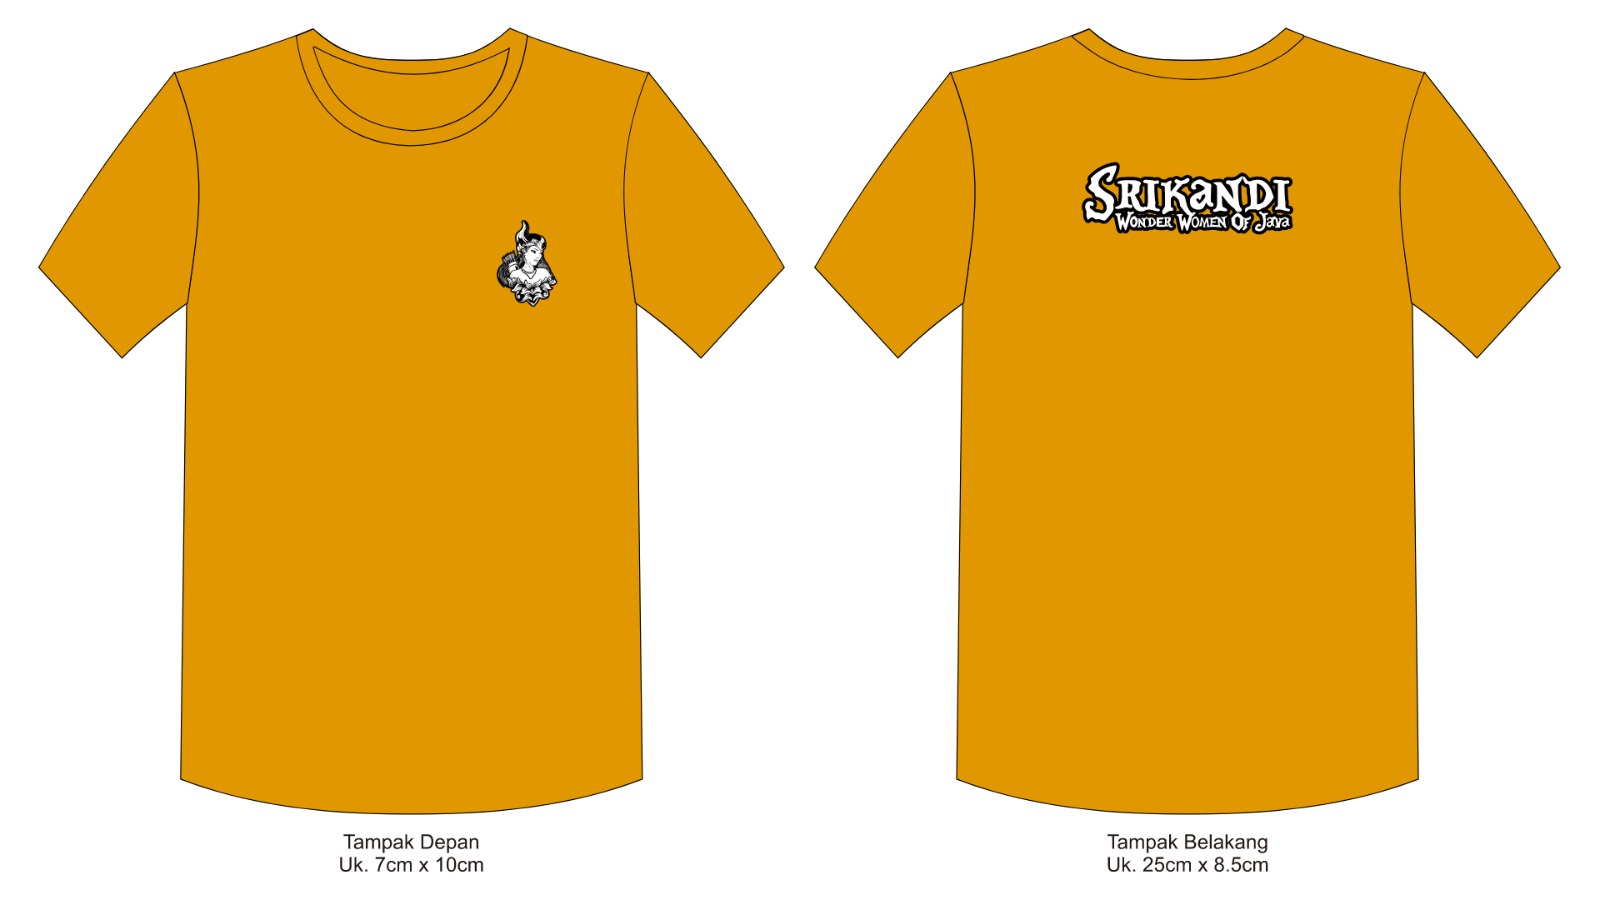 SRIKANDI
WONDER WOMEN OF JAVA
Tampak Depan
Uk. 7cm x 10cm
Tampak Belakang
Uk. 25cm x 8.5cm